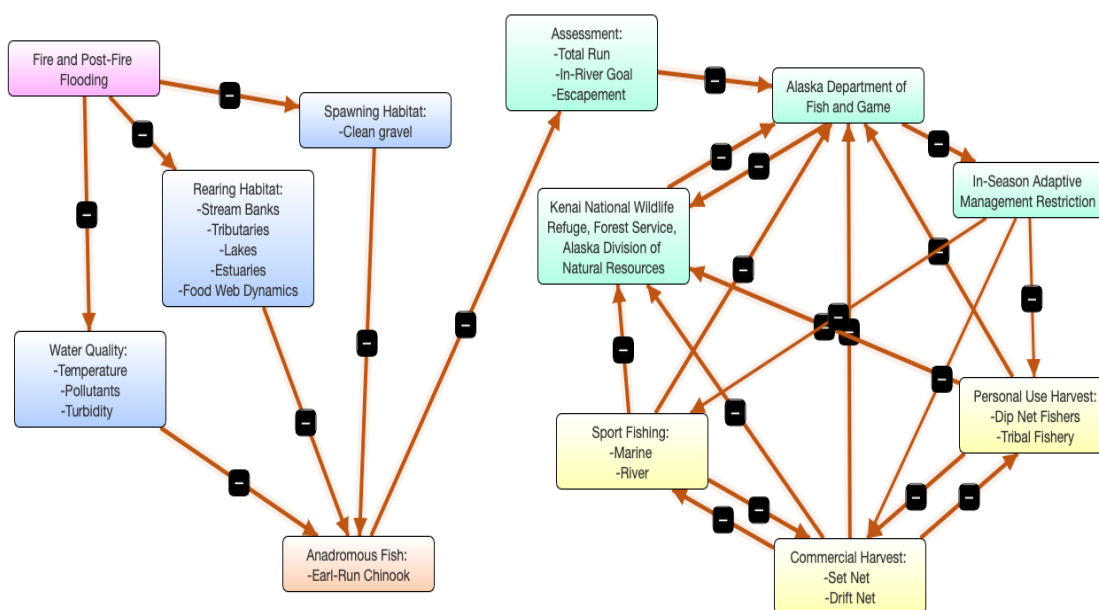 Fire and Post-Fire
Flooding
Spawning Habitat:
-Clean gravel
Rearing Habitat:
-Stream Banks
-Tributaries
-Lakes
-Estuaries
-Food Web Dynamics
Water Quality:
-Temperature
-Pollutants
-Turbidity
Anadromous Fish:
-Earl-Run Chinook
Assessment:
-Total Run
-In-River Goal
-Escapement
Alaska Department of
Fish and Game
In-Season Adaptive
Management Restriction
Kenai National Wildlife
Refuge, Forest Service,
Alaska Division of
Natural Resources
Personal Use Harvest:
-Dip Net Fishers
-Tribal Fishery
Sport Fishing:
-Marine
-River
Commercial Harvest:
-Set Net
-Drift Net